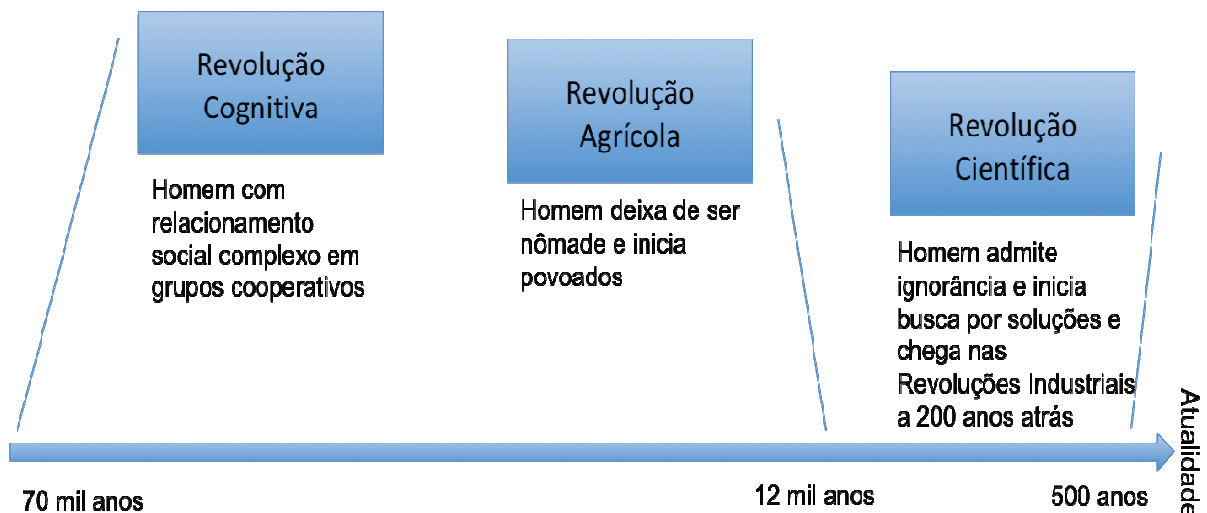 Revolução
Cognitiva
Homem com
relacionamento
social complexo em
grupos cooperativos
Revolução
Agrícola
Homem deixa de ser
nômade e inicia
povoados
Revolução
Científica
Homem admite
ignorância e inicia
busca por soluções e
chega nas
Revoluções Industriais
a 200 anos atrás
70 mil anos
12 mil anos
500 anos
Atualidade